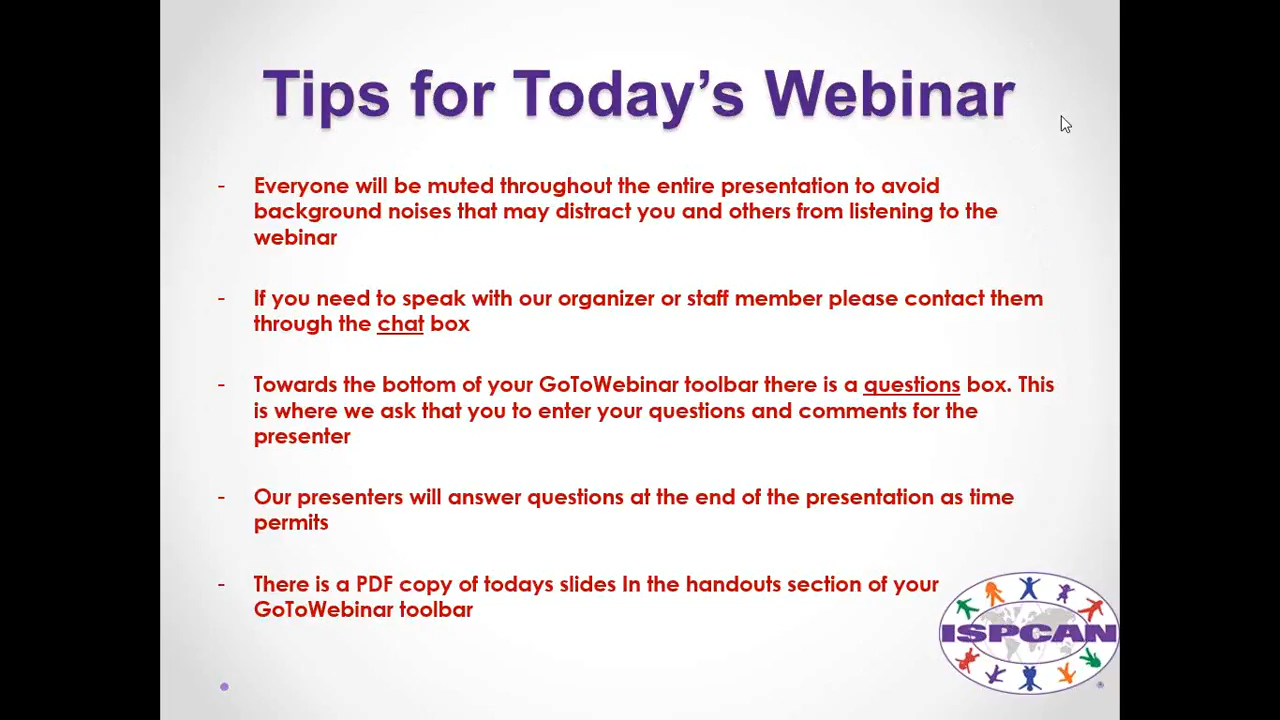 Tips for Today's Webinar
- Everyone will be muted throughout the entire presentation to avoid
background noises that may distract you and others from listening to the
webinar
- If you need to speak with our organizer or staff member please contact them
through the chat box
- Towards the bottom of your GoToWebinar toolbar there is a questions box. This
is where we ask that you to enter your questions and comments for the
presenter
- Our presenters will answer questions at the end of the presentation as time
permits
- There is a PDF copy of todays slides In the handouts section of your
GoToWebinar toolbar
ISPCAN